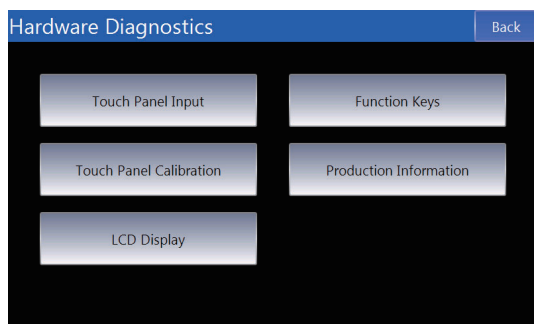 Hardware Diagnostics
Back
Touch Panel Input
Function Keys
Touch Panel Calibration
Production Information
LCD Display